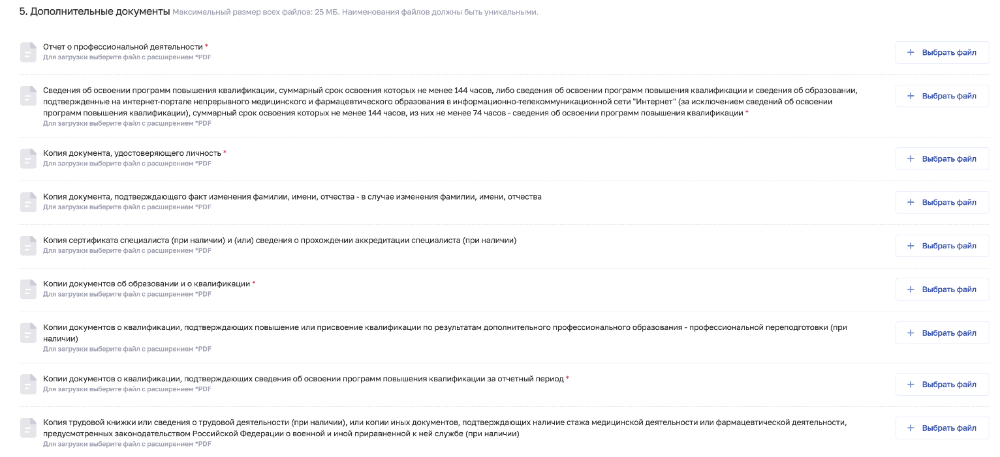 5. Дополнительные документы Максимальный размер всех файлов: 25 МБ. Наименования файлов должны быть уникальными.
Отчет о профессиональной деятельности *
Для загрузки выберите файл с расширением *PDF
+ Выбрать файл
Сведения об освоении программ повышения квалификации, суммарный срок освоения которых не менее 144 часов, либо сведения об освоении программ повышения квалификации и сведения об образовании,
подтвержденные на интернет-портале непрерывного медицинского и фармацевтического образования в информационно-телекоммуникационной сети "Интернет" (за исключением сведений об освоении
программ повышения квалификации), суммарный срок освоения которых не менее 144 часов, из них не менее 74 часов - сведения об освоении программ повышения квалификации *
Для загрузки выберите файл с расширением *PDF
+ Выбрать файл
Копия документа, удостоверяющего личность *
Для загрузки выберите файл с расширением *PDF
+ Выбрать файл
Копия документа, подтверждающего факт изменения фамилии, имени, отчества - в случае изменения фамилии, имени, отчества
Для загрузки выберите файл с расширением *PDF
+ Выбрать файл
Копия сертификата специалиста (при наличии) и (или) сведения о прохождении аккредитации специалиста (при наличии)
Для загрузки выберите файл с расширением *PDF
+ Выбрать файл
Копии документов об образовании и о квалификации *
Для загрузки выберите файл с расширением *PDF
+ Выбрать файл
Копии документов о квалификации, подтверждающих повышение или присвоение квалификации по результатам дополнительного профессионального образования - профессиональной переподготовки (при
наличии)
Для загрузки выберите файл с расширением *PDF
+ Выбрать файл
Копии документов о квалификации, подтверждающих сведения об освоении программ повышения квалификации за отчетный период *
Для загрузки выберите файл с расширением *PDF
+ Выбрать файл
Копия трудовой книжки или сведения о трудовой деятельности (при наличии), или копии иных документов, подтверждающих наличие стажа медицинской деятельности или фармацевтической деятельности,
предусмотренных законодательством Российской Федерации о военной и иной приравненной к ней службе (при наличии)
Для загрузки выберите файл с расширением *PDF
+ Выбрать файл